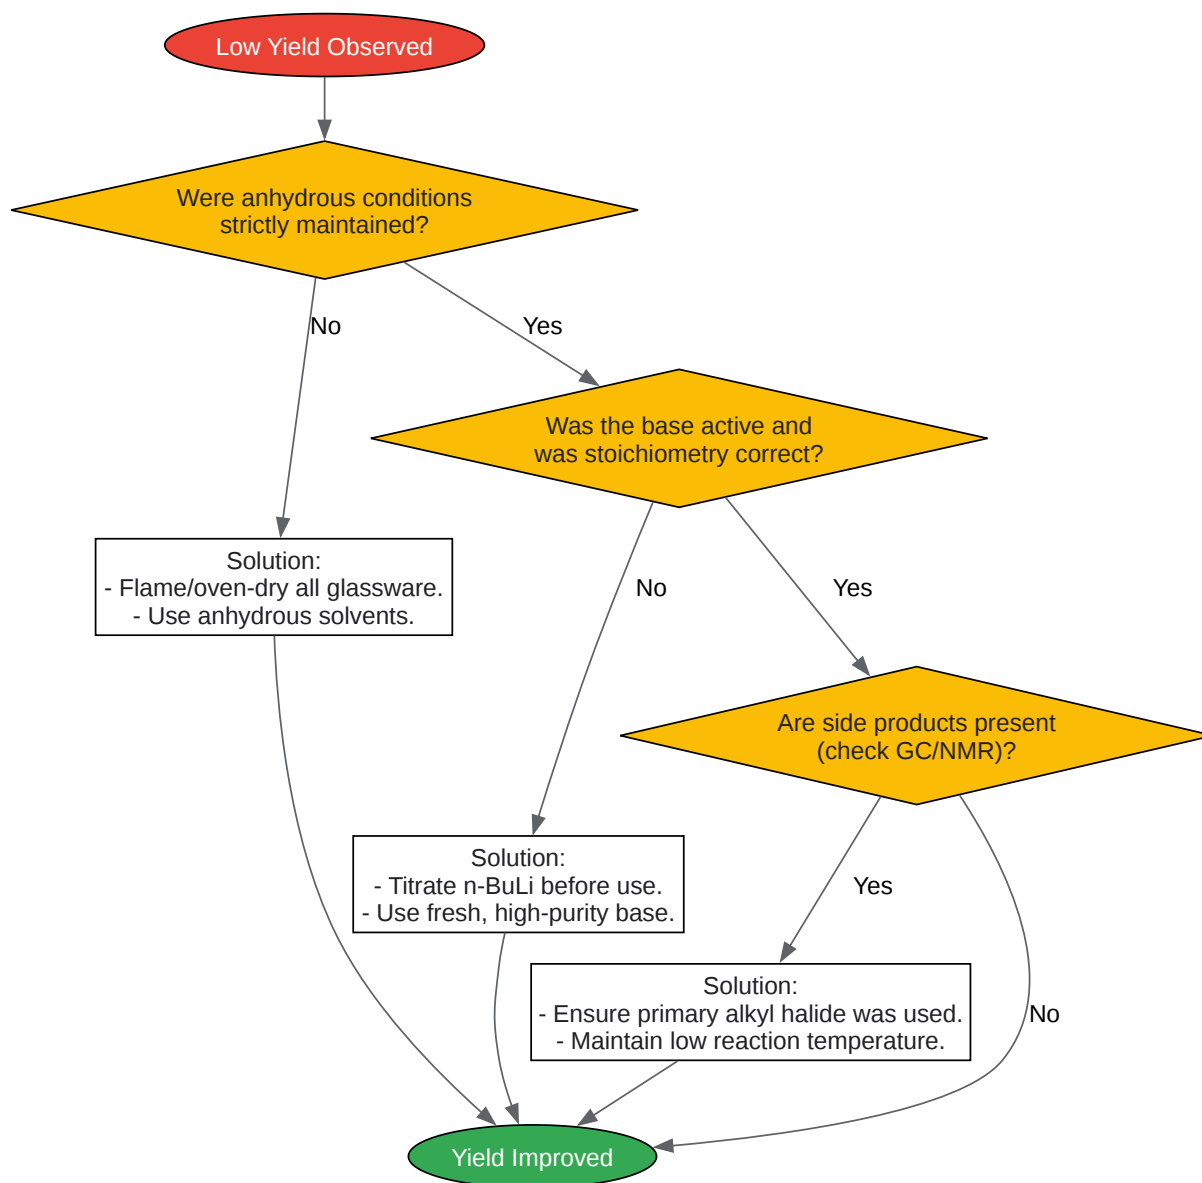 Low Yield Observed
Were anhydrous conditions
strictly maintained?
No
Yes
Was the base active and
was stoichiometry correct?
Solution:
- Flame/oven-dry all glassware.
- Use anhydrous solvents.
No
Yes
Are side products present
(check GC/NMR)?
Solution:
- Titrate n-BuLi before use.
- Use fresh, high-purity base.
Yes
Solution:
- Ensure primary alkyl halide was used.
- Maintain low reaction temperature.
No
Yield Improved